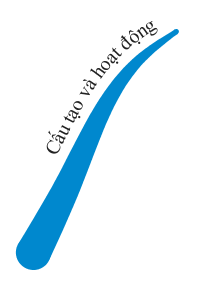 Cấu tạo và hoạt động